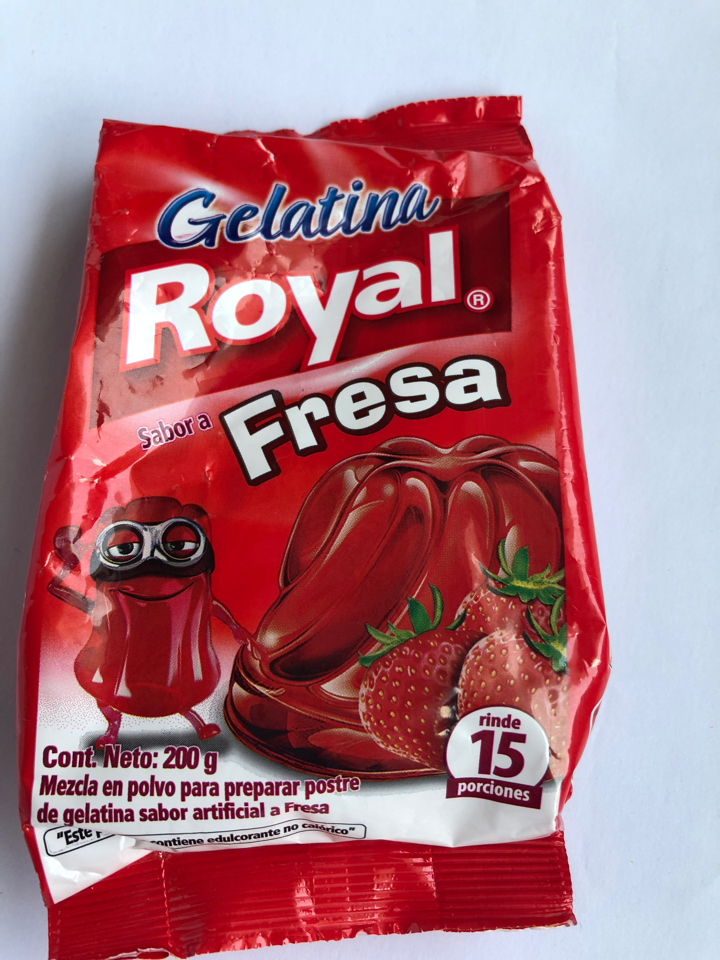 Gelatina
Royal®
Sabor a
Fresa
rinde
15
porciones
Cont. Neto: 200 g
Mezcla en polvo para preparar postre
de gelatina sabor artificial a Fresa
"Este contiene edulcorante no calórico"